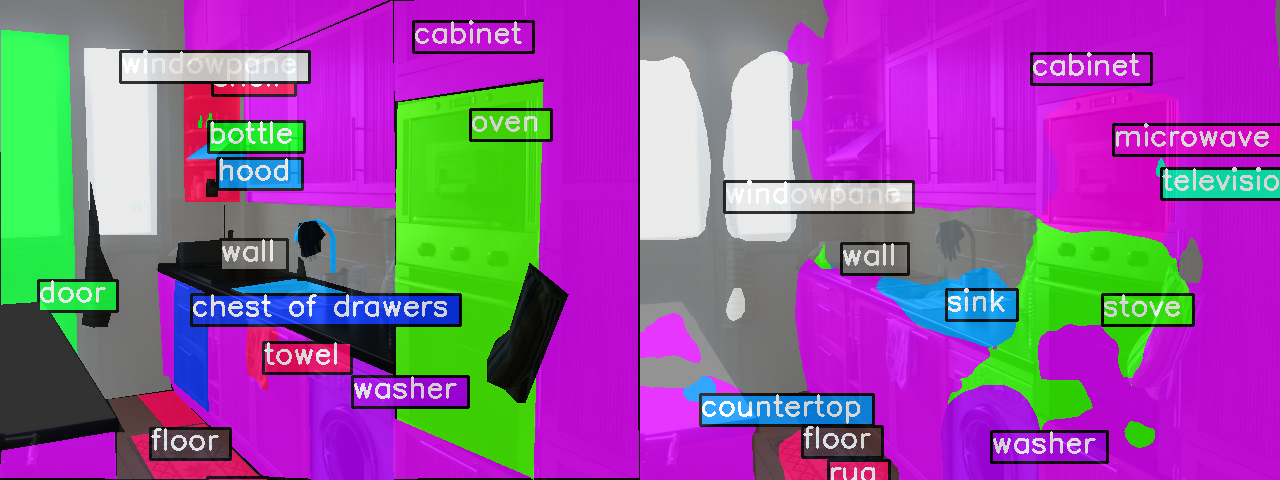 cabinet
windowpane
shelf
oven
bottle
hood
wall
door
chest of drawers
towel
washer
floor
cabinet
microwave
televisio
windowpane
wall
sink
stove
countertop
floor
washer
rug